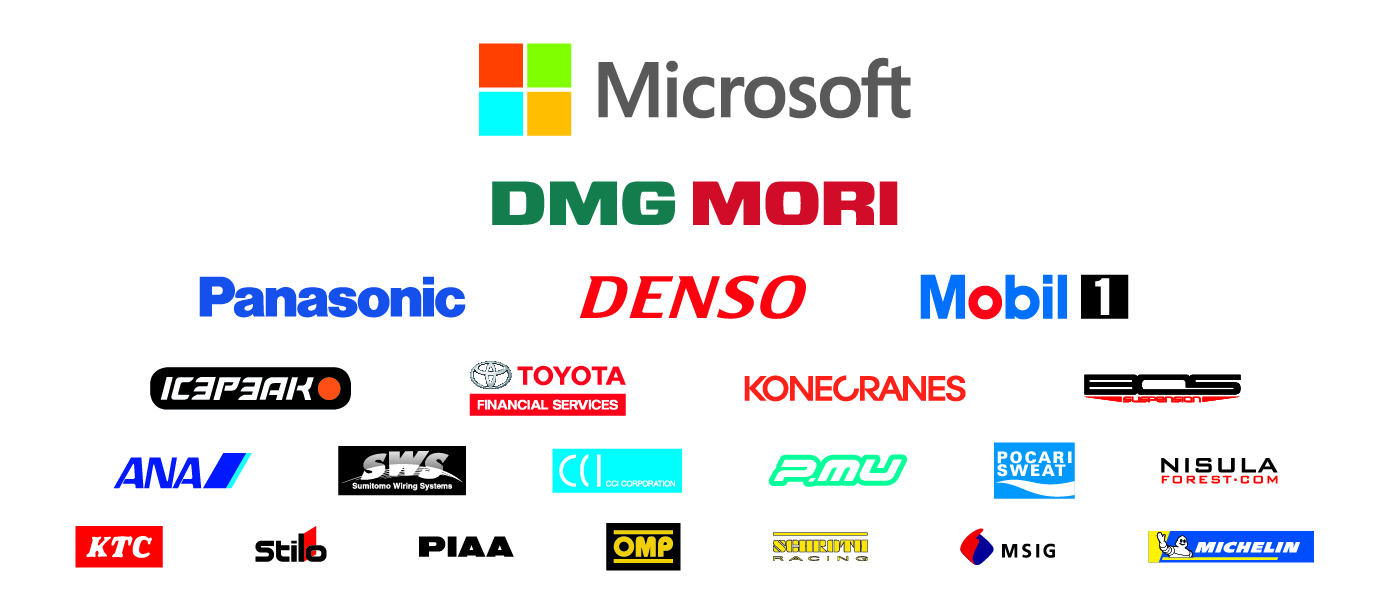 Microsoft
DMG MORI
Panasonic
DENSO
Mobil 1
ICEPEAK
TOYOTA
FINANCIAL SERVICES
KONECRANES
BOS
SUSPENSION
ANA
SWS
Sumitomo Wiring Systems
CCI
CCI CORPORATION
P.MU
POCARI
SWEAT
NISULA
FOREST·COM
KTC
Stilo
PIAA
OMP
SCHROTH
RACING
MSIG
MICHELIN